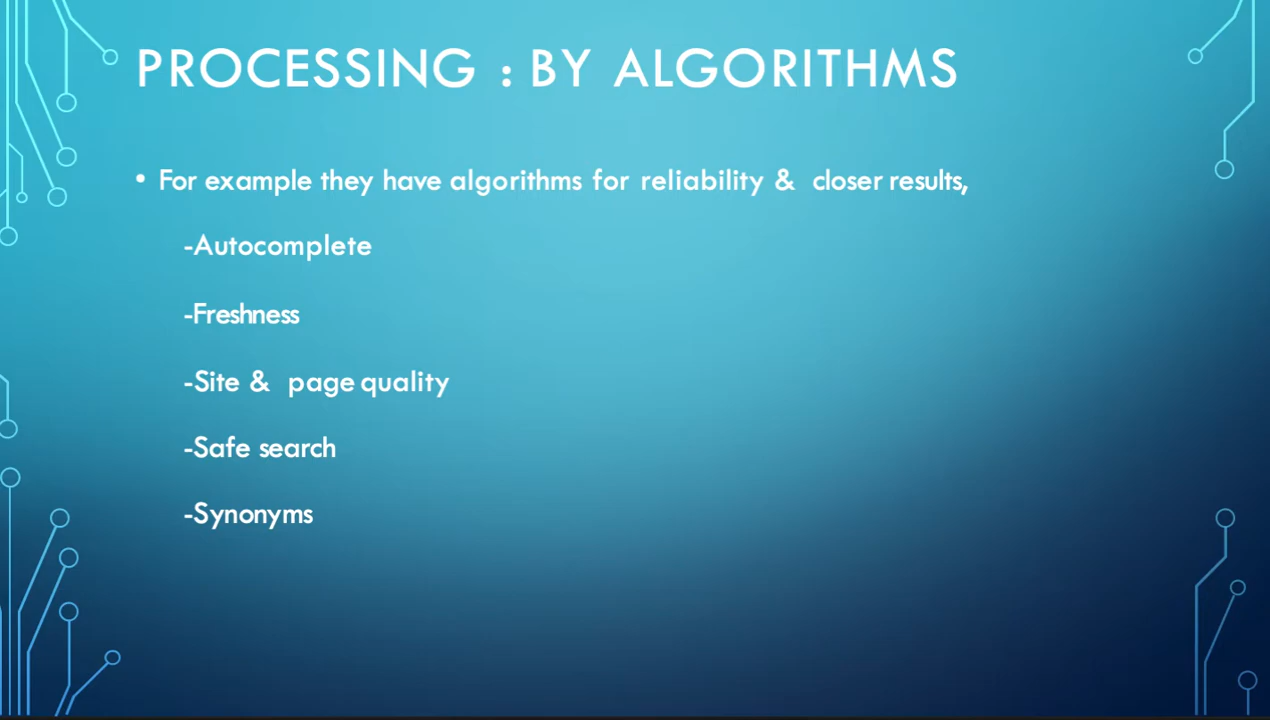 PROCESSING : BY ALGORITHMS
• For example they have algorithms for reliability & closer results,
-Autocomplete
-Freshness
-Site & page quality
-Safe search
-Synonyms